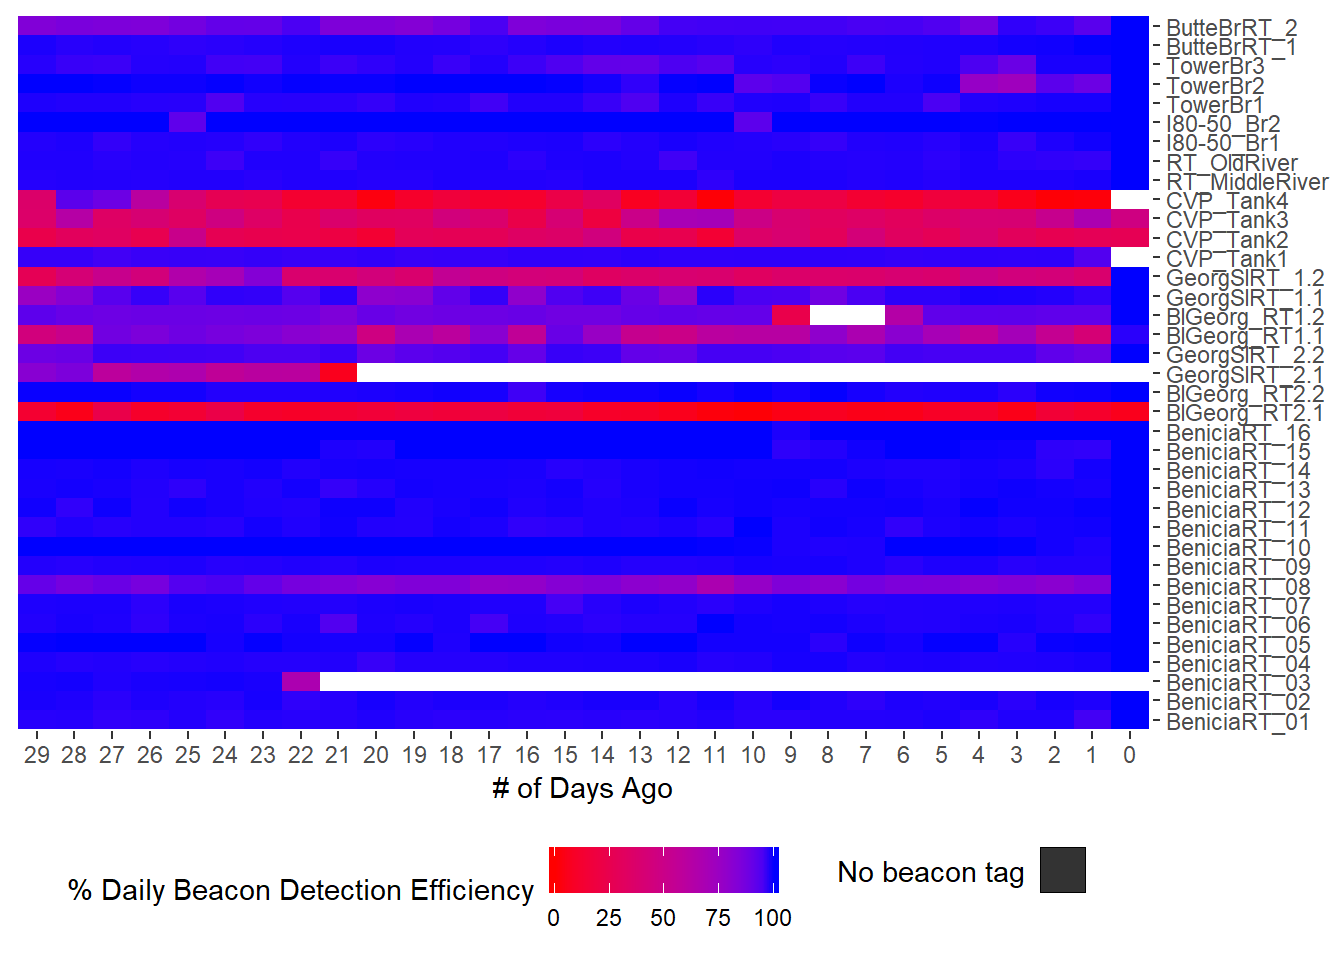 ButteBrRT_2
ButteBrRT_1
TowerBr3
TowerBr2
TowerBr1
I80-50_Br2
I80-50_Br1
RT_OldRiver
RT_MiddleRiver
CVP_Tank4
CVP_Tank3
CVP_Tank2
CVP_Tank1
GeorgSlRT_1.2
GeorgSlRT_1.1
BlGeorg_RT1.2
BlGeorg_RT1.1
GeorgSlRT_2.2
GeorgSlRT_2.1
BlGeorg_RT2.2
BlGeorg_RT2.1
BeniciaRT_16
BeniciaRT_15
BeniciaRT_14
BeniciaRT_13
BeniciaRT_12
BeniciaRT_11
BeniciaRT_10
BeniciaRT_09
BeniciaRT_08
BeniciaRT_07
BeniciaRT_06
BeniciaRT_05
BeniciaRT_04
BeniciaRT_03
BeniciaRT_02
BeniciaRT_01
29 28 27 26 25 24 23 22 21 20 19 18 17 16 15 14 13 12 11 10 9 8 7 6 5 4 3 2 1 0
# of Days Ago
% Daily Beacon Detection Efficiency
0 25 50 75 100
No beacon tag